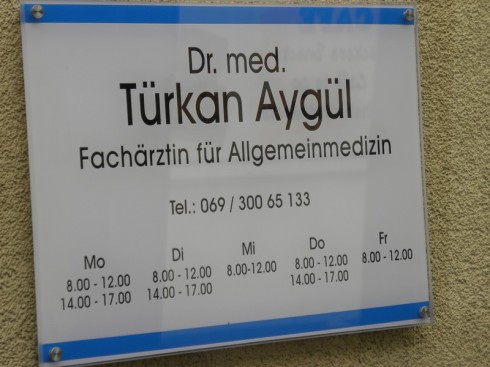 Dr. med.
Türkan Aygül
Fachärztin für Allgemeinmedizin
Tel.: 069 / 300 65 133
Mo Di Mi Do Fr
8.00 - 12.00 8.00 - 12.00 8.00-12.00 8.00 - 12.00 8.00 - 12.00
14.00 - 17.00 14.00 - 17.00 14.00 - 17.00